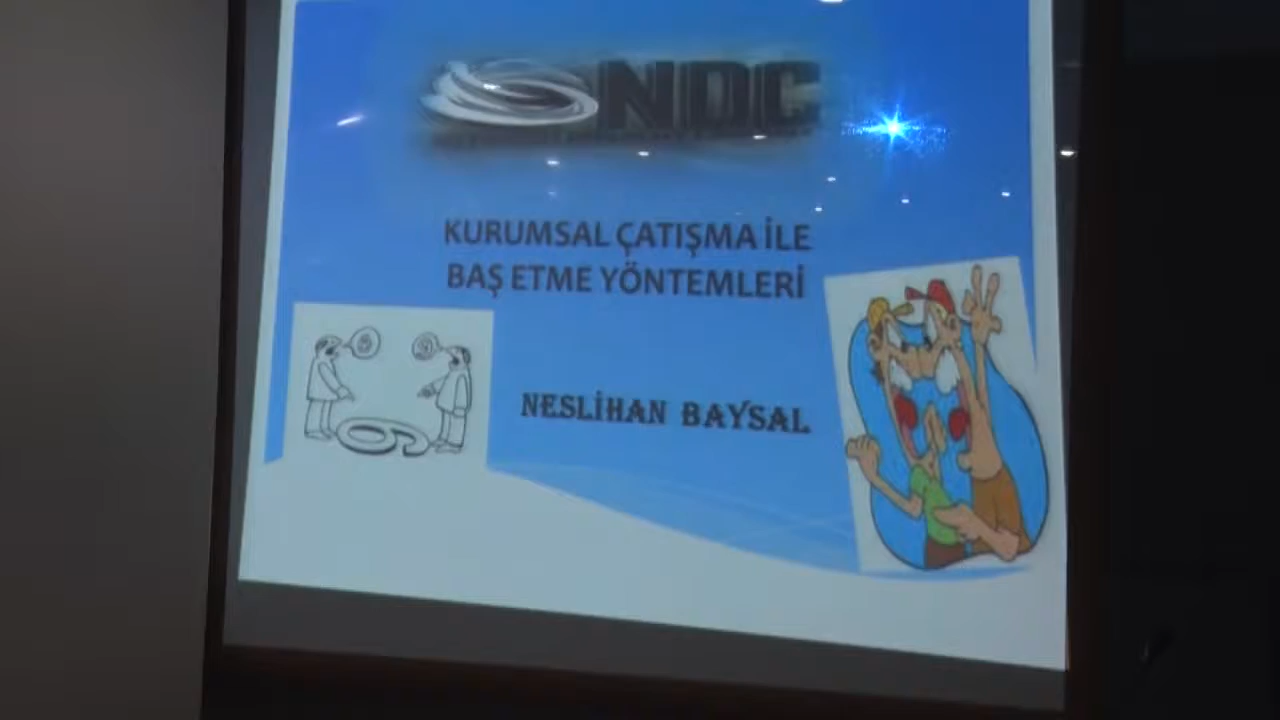 NDC
KURUMSAL ÇATIŞMA İLE
BAŞ ETME YÖNTEMLERİ
NESLİHAN BAYSAL